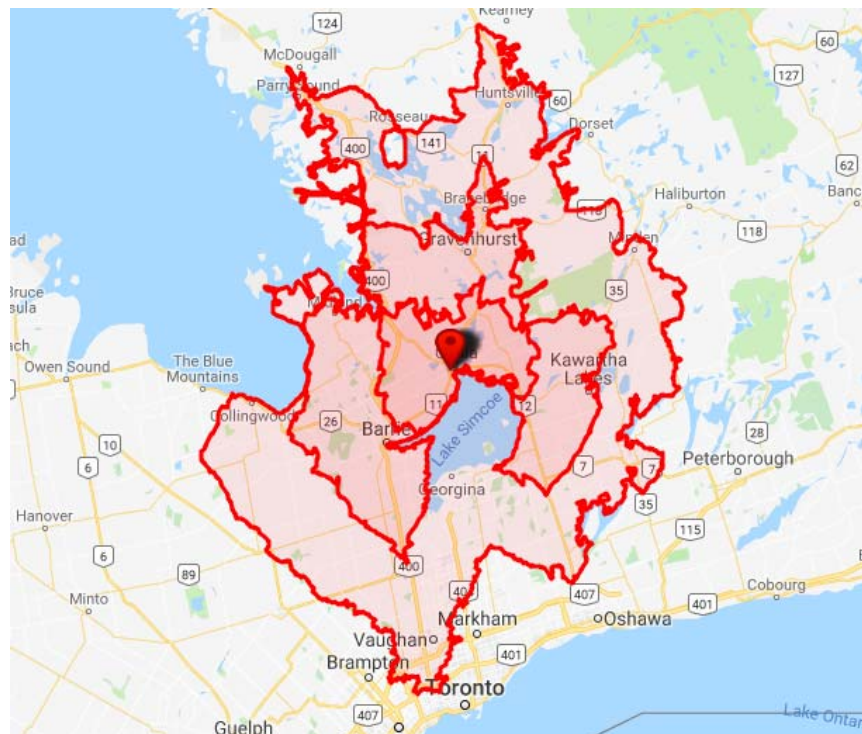 124
Kearney
McDougall
60
Parry Sound
Huntsville
127
60
Rosseau
Dorset
400
141
11
62
Bracebridge
Haliburton
118
Gravenhurst
Minden
118
400
35
Bruce
The Blue
Mountains
Kawartha
Lakes
Owen Sound
Collingwood
11
12
26
Barrie
Lake Simcoe
28
10
6
7
7
Peterborough
Georgina
35
Hanover
115
6
400
89
407
Cobourg
Minto
401
Markham
Oshawa
Vaughan
401
Brampton
Toronto
407
Guelph
Lake Ontar